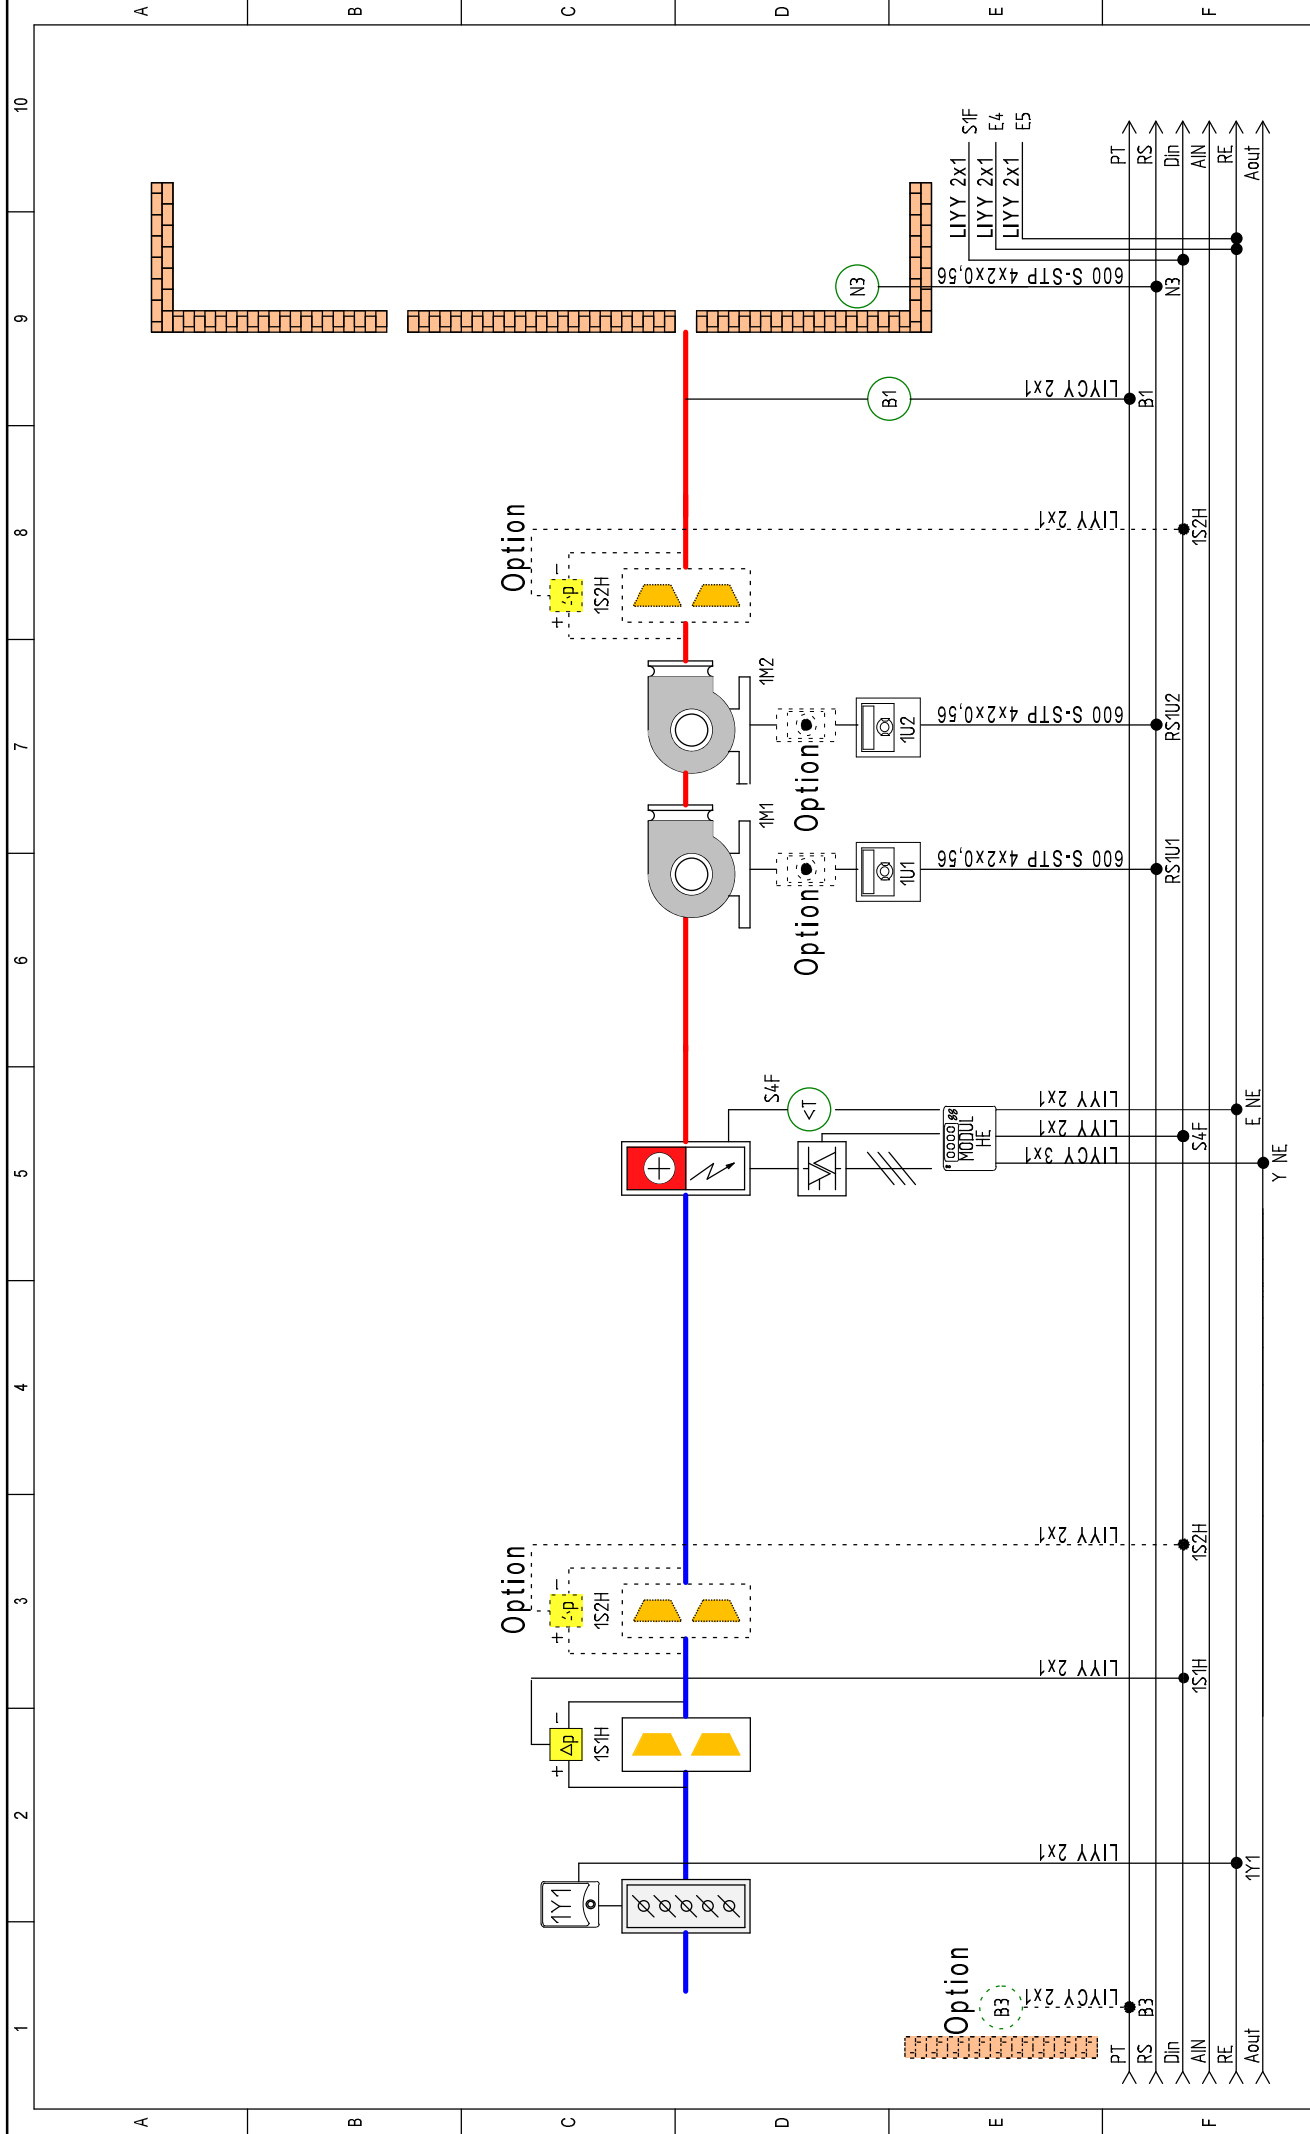 A
B
C
D
E
F
10
9
8
7
6
5
4
3
2
1
S1F
E4
E5
LIYY 2x1
LIYY 2x1
LIYY 2x1
PT
RS
Din
AIN
RE
Aout
N3
600 S-STP 4x2x0,56
N3
B1
LIYCY 2x1
B1
Option
+
-
p
1S2H
LIYY 2x1
1S2H
1M2
Option
1U2
600 S-STP 4x2x0,56
RS1U2
1M1
Option
1U1
600 S-STP 4x2x0,56
RS1U1
S4F
<T
MODUL
HE
LIYY 2x1
LIYY 2x1
LIYCY 3x1
E NE
S4F
Y NE
Option
+
-
p
1S2H
LIYY 2x1
1S2H
+
-
Δp
1S1H
LIYY 2x1
1S1H
1Y1
LIYY 2x1
1Y1
Option
B3
LIYCY 2x1
B3
PT
RS
Din
AIN
RE
Aout
A
B
C
D
E
F